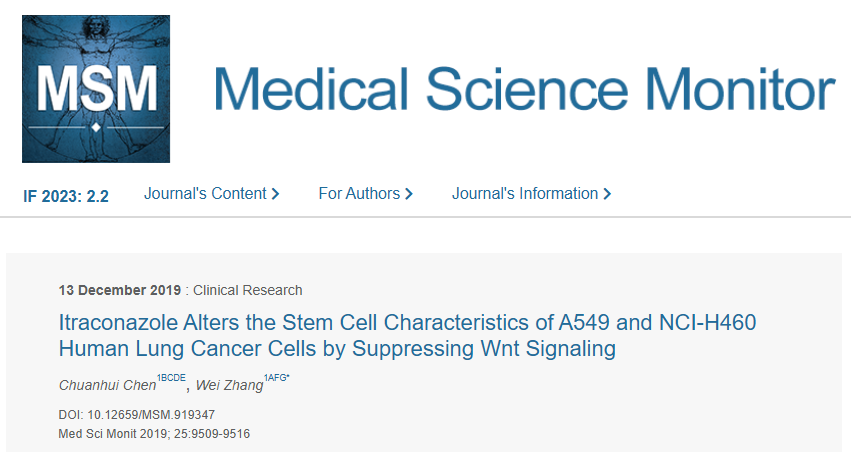 MSM
Medical Science Monitor
IF 2023: 2.2 Journal's Content For Authors Journal's Information
13 December 2019 : Clinical Research
Itraconazole Alters the Stem Cell Characteristics of A549 and NCI-H460
Human Lung Cancer Cells by Suppressing Wnt Signaling
Chuanhui Chen1BCDE, Wei Zhang1AFG*
DOI: 10.12659/MSM.919347
Med Sci Monit 2019; 25:9509-9516